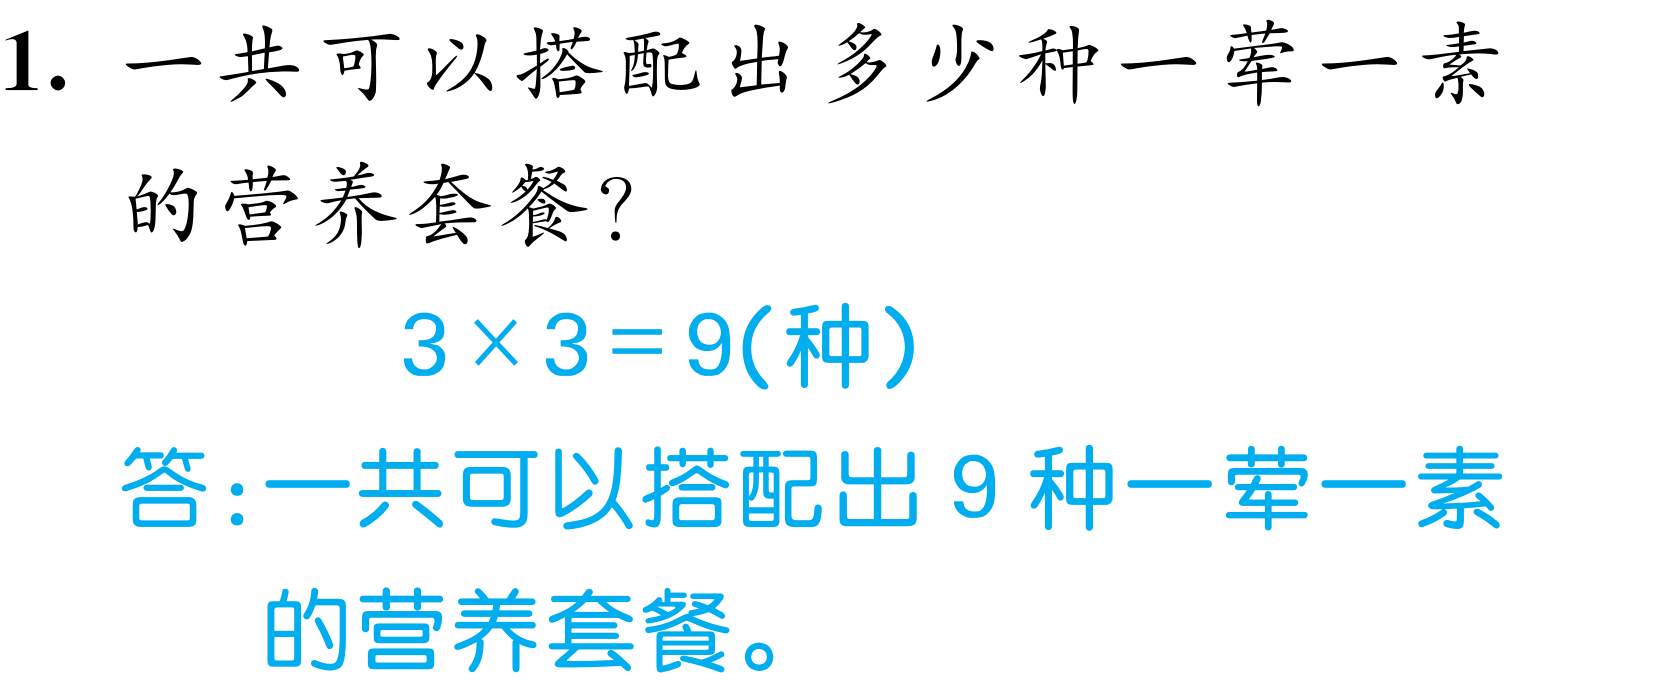 1. 一共可以搭配出多少种一荤一素
的营养套餐?
3×3=9(种)
答:一共可以搭配出 9 种一荤一素
的营养套餐。